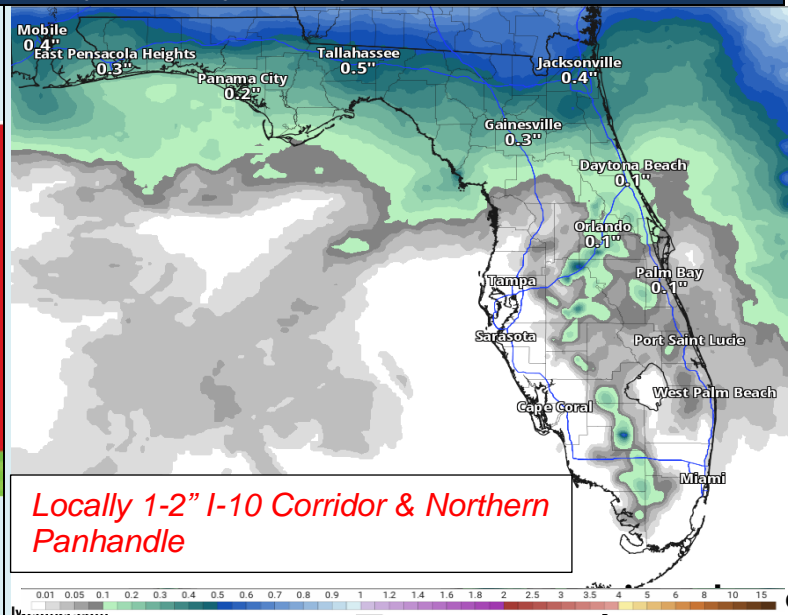 Mobile
0.4"
East Pensacola Heights
0.3"
Tallahassee
0.5"
Panama City
0.2"
Jacksonville
0.4"
Gainesville
0.3"
Daytona Beach
0.1"
Orlando
0.1"
Tampa
Palm Bay
0.1"
Sarasota
Port Saint Lucie
Cape Coral
West Palm Beach
Miami
Locally 1-2” I-10 Corridor & Northern
Panhandle
0.01 0.05 0.1 0.2 0.3 0.4 0.5 0.6 0.7 0.8 0.9 1 1.2 1.4 1.6 1.8 2 2.5 3 3.5 4 5 6 8 10 15